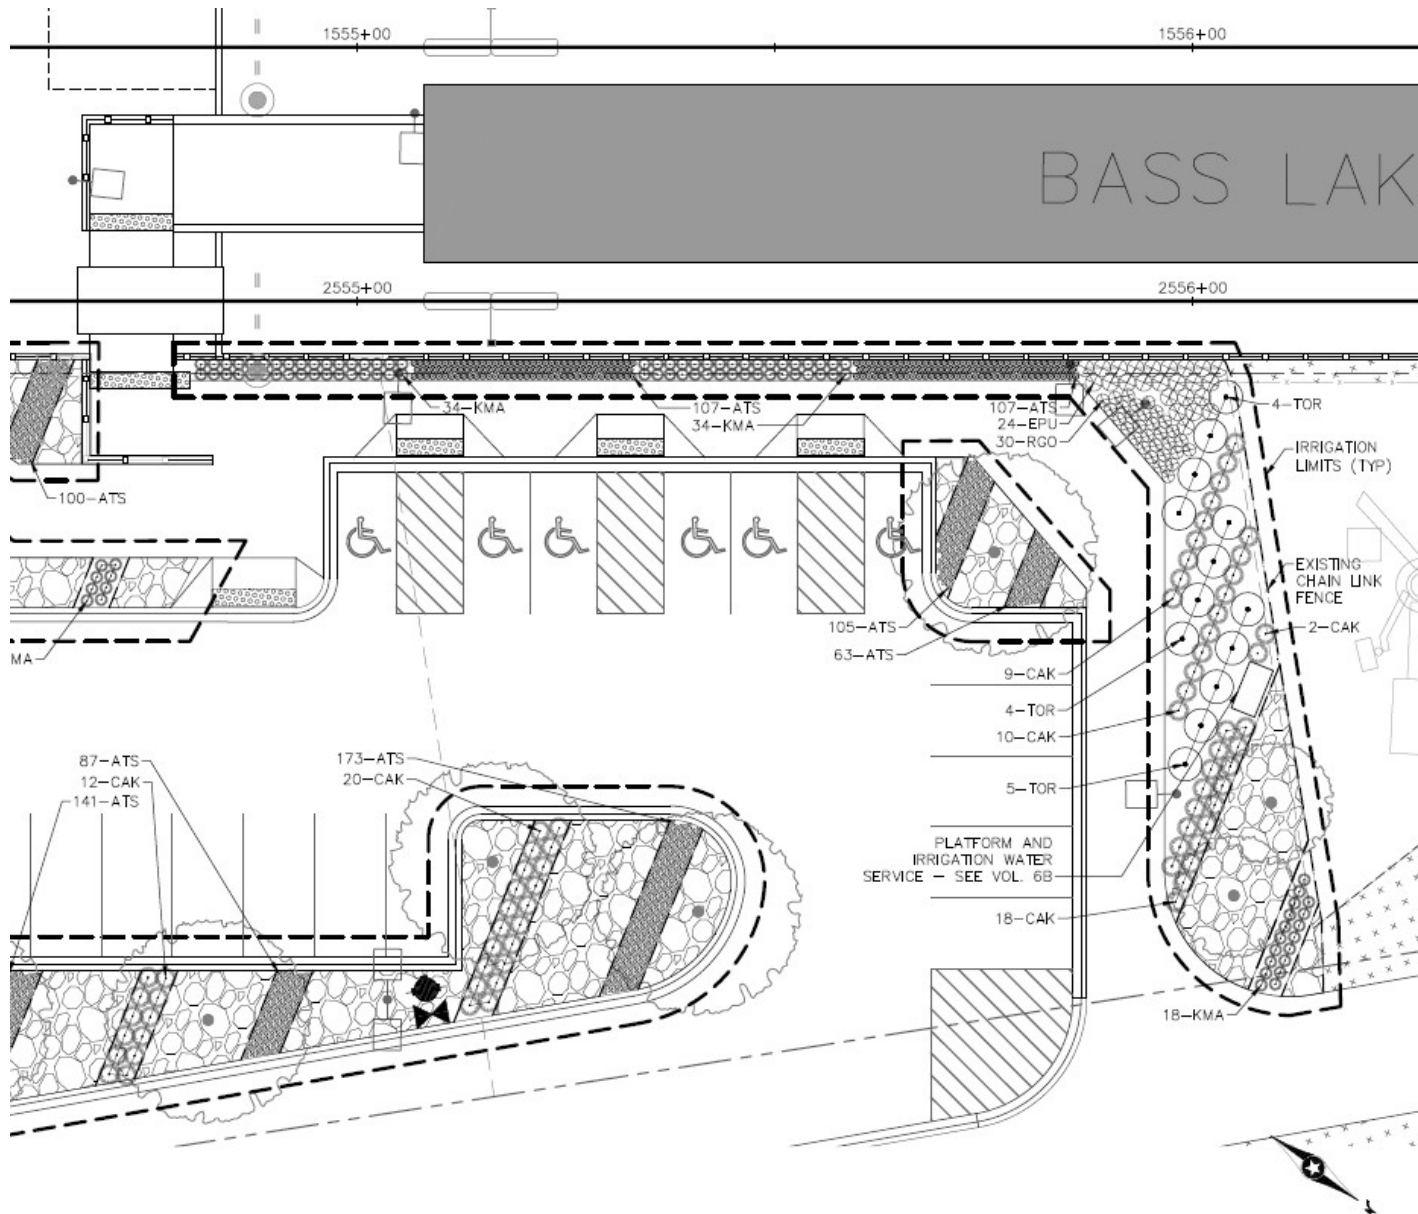 1555+00
1556+00
BASS LAK
2555+00
2556+00
34-KMA
107-ATS
34-KMA
107-ATS
24-EPU
30-RGO
4-TOR
IRRIGATION
LIMITS (TYP)
100-ATS
EXISTING
CHAIN LINK
FENCE
105-ATS
2-CAK
63-ATS
MA
9-CAK
4-TOR
10-CAK
87-ATS
12-CAK
141-ATS
173-ATS
20-CAK
5-TOR
PLATFORM AND
IRRIGATION WATER
SERVICE - SEE VOL. 6B
18-CAK
18-KMA